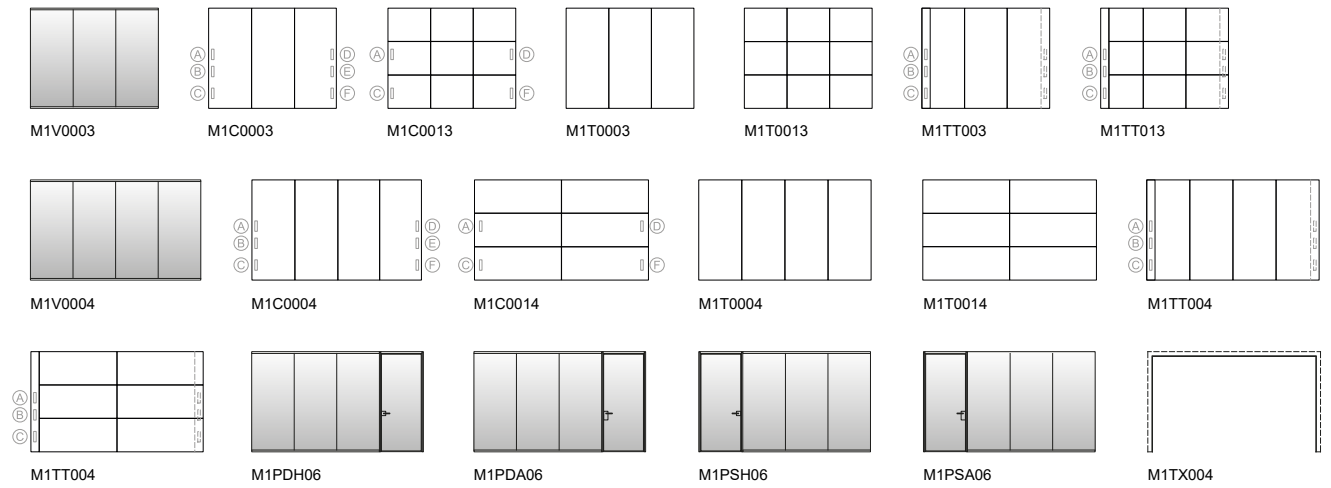 A D A D A A
B E B B
C F C F C C
M1V0003 M1C0003 M1C0013 M1T0003 M1T0013 M1TT003 M1TT013
A D A D A
B E B
C F C F C
M1V0004 M1C0004 M1C0014 M1T0004 M1T0014 M1TT004
A
B
C
M1TT004 M1PDH06 M1PDA06 M1PSH06 M1PSA06 M1TX004